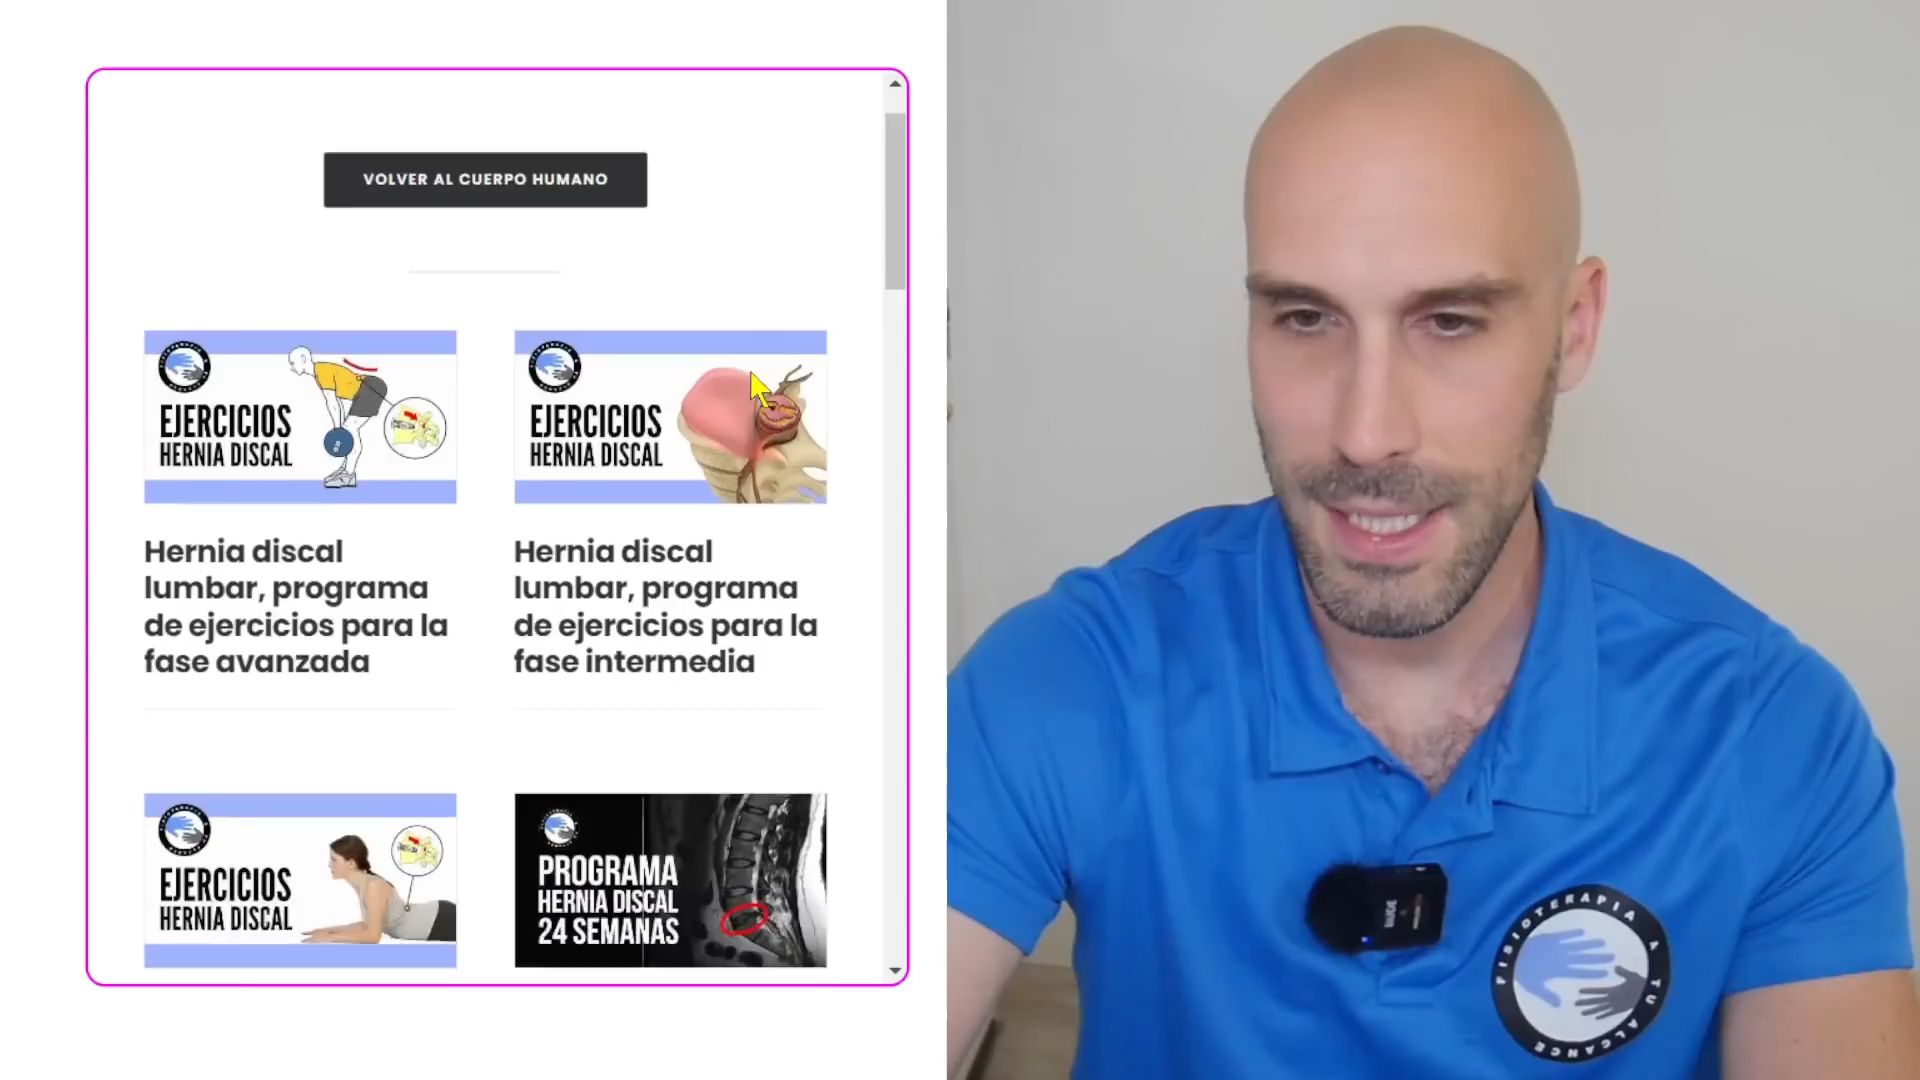 VOLVER AL CUERPO HUMANO
EJERCICIOS
HERNIA DISCAL
EJERCICIOS
HERNIA DISCAL
Hernia discal
lumbar, programa
de ejercicios para la
fase avanzada
Hernia discal
lumbar, programa
de ejercicios para la
fase intermedia
EJERCICIOS
HERNIA DISCAL
PROGRAMA
HERNIA DISCAL
24 SEMANAS
FISIOTERAPIA A TU ALCANCE